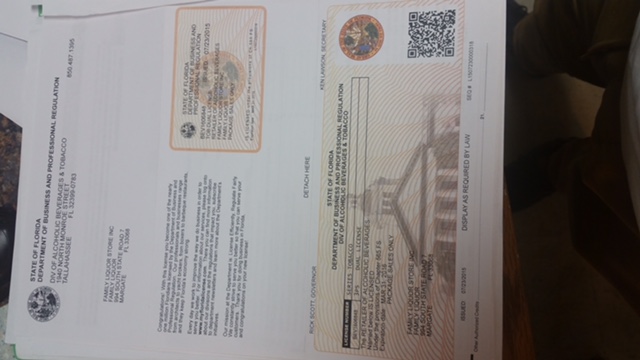 STATE OF FLORIDA
DEPARTMENT OF BUSINESS AND PROFESSIONAL REGULATION
DIV OF ALCOHOLIC BEVERAGES & TOBACCO
1940 NORTH MONROE STREET
TALLAHASSEE FL 32399-0783
850.487.1395
FAMILY LIQUOR STORE INC
FAMILY LIQUOR
994 SOUTH STATE ROAD 7
MARGATE FL 33068
Congratulations! With this license you become one of the nearly
one million Floridians licensed by the Department of Business and
Professional Regulation. Our professionals and businesses range
from architects to yacht brokers, from boxers to barbeque restaurants,
and they keep Florida's economy strong.
Every day we work to improve the way we do business in order to
serve you better. For information about our services, please log onto
www.myfloridalicense.com. There you can find more information
about our divisions and the regulations that impact you, subscribe
to department newsletters and learn more about the Department's
initiatives.
Our mission at the Department is: License Efficiently, Regulate Fairly.
We constantly strive to serve you better so that you can serve your
customers. Thank you for doing business in Florida,
and congratulations on your new license!
STATE OF FLORIDA
DEPARTMENT OF BUSINESS AND
PROFESSIONAL REGULATION
ISSUED: 07/23/2015
DUAL LICENSE
RETAILER OF ALCOHOLIC BEVERAGES
FAMILY LIQUOR STORE INC
FAMILY LIQUOR
PACKAGE SALES ONLY
IS LICENSED under the provisions of Ch.565 FS
DETACH HERE
RICK SCOTT, GOVERNOR
KEN LAWSON, SECRETARY
STATE OF FLORIDA
DEPARTMENT OF BUSINESS AND PROFESSIONAL REGULATION
DIV OF ALCOHOLIC BEVERAGES & TOBACCO
LICENSE NUMBER SERIES TOBACCO
3PS DUAL LICENSE
The RETAILER OF ALCOHOLIC BEVERAGES
Named below IS LICENSED
Under the provisions of Chapter 565 FS.
Expiration date: MAR 31, 2016
PACKAGE SALES ONLY
FAMILY LIQUOR STORE INC
FAMILY LIQUOR
994 SOUTH STATE ROAD 7
MARGATE FL 33068
ISSUED: 07/23/2015
DISPLAY AS REQUIRED BY LAW
SEQ # L1507230000318
Other Authorized Credits: